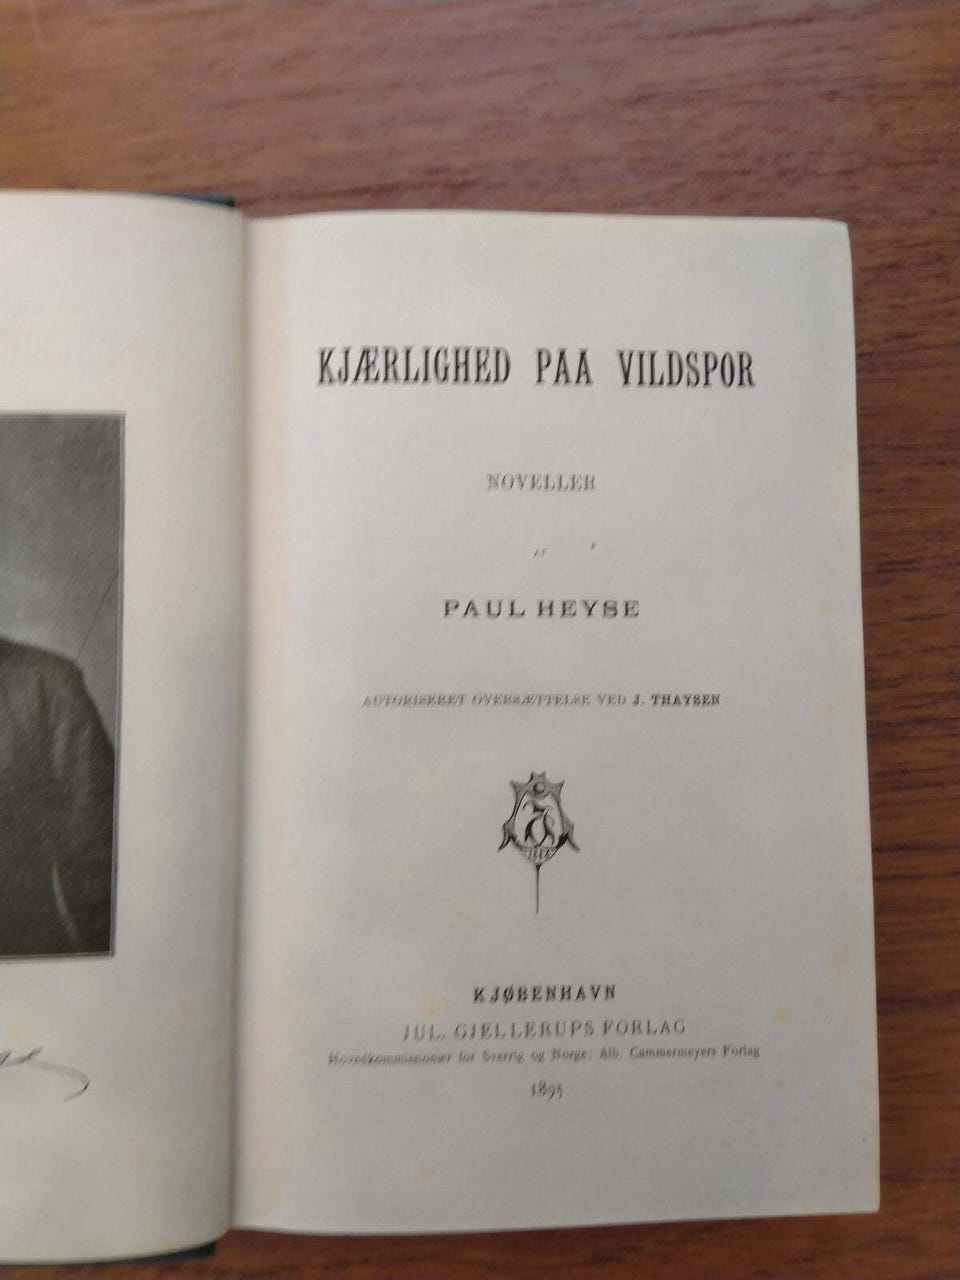 KJÆRLIGHED PAA VILDSPOR
NOVELLER
AF
PAUL HEYSE
AUTORISERET OVERSÆTTELSE VED J. THAYSEN
KJØBENHAVN
JUL. GJELLERUPS FORLAG
Hovedkommissionær for Sverrig og Norge: Alb. Cammermeyers Forlag
1895